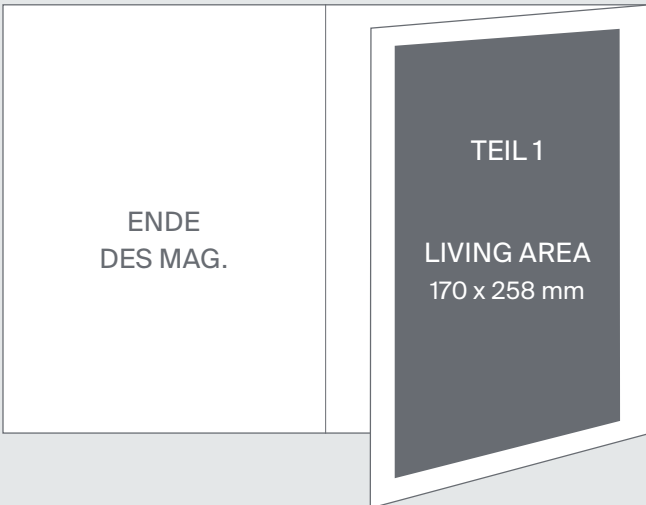 ENDE
DES MAG.
TEIL 1
LIVING AREA
170 x 258 mm